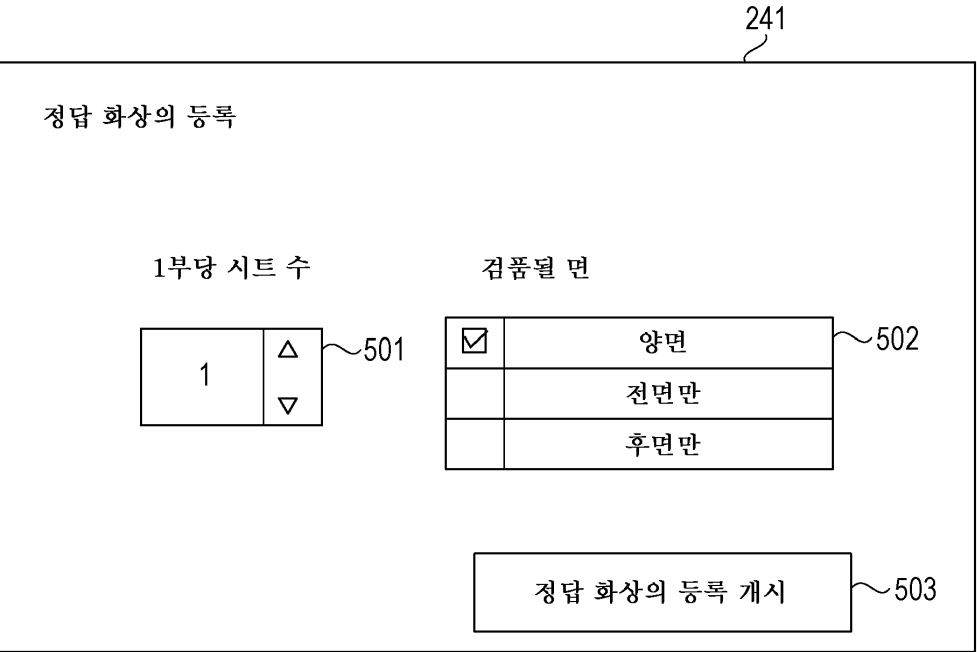 241
정답 화상의 등록
1부당 시트 수
검품될 면
1
501
양면
502
전면만
후면만
정답 화상의 등록 개시
503